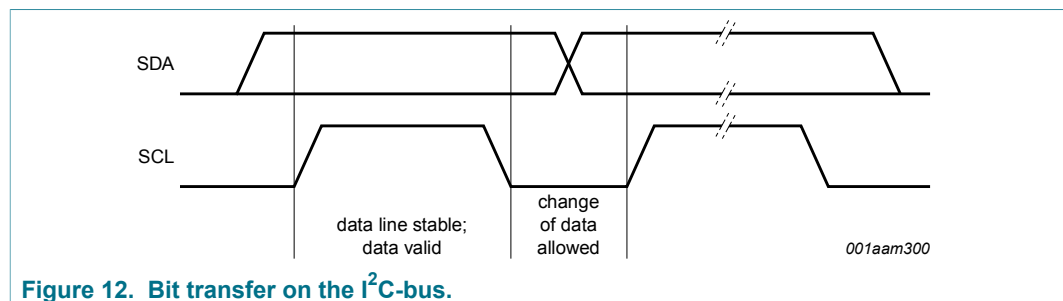 SDA
SCL
data line stable;
data valid
change
of data
allowed
001aam300
Figure 12. Bit transfer on the I²C-bus.